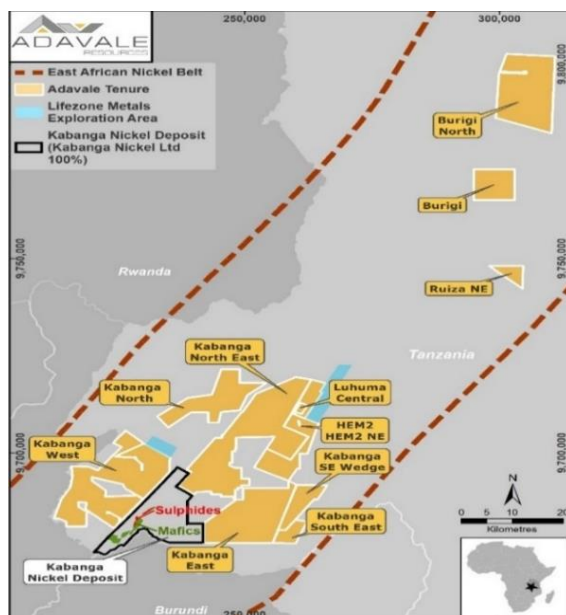 250,000
300,000
ADAVALE
RESOURCES
East African Nickel Belt
Adavale Tenure
Lifezone Metals
Exploration Area
Kabanga Nickel Deposit
(Kabanga Nickel Ltd
100%)
9,800,000
Burigi
North
Burigi
9,750,000
9,750,000
Rwanda
Ruiza NE
Tanzania
Kabanga
North East
Kabanga
North
Luhuma
Central
HEM2
HEM2 NE
Kabanga
West
Kabanga
SE Wedge
9,700,000
9,700,000
Sulphides
Mafics
Kabanga
South East
Kabanga
East
Kabanga
Nickel Deposit
N
0
10
20
Kilometres
Burundi
250,000